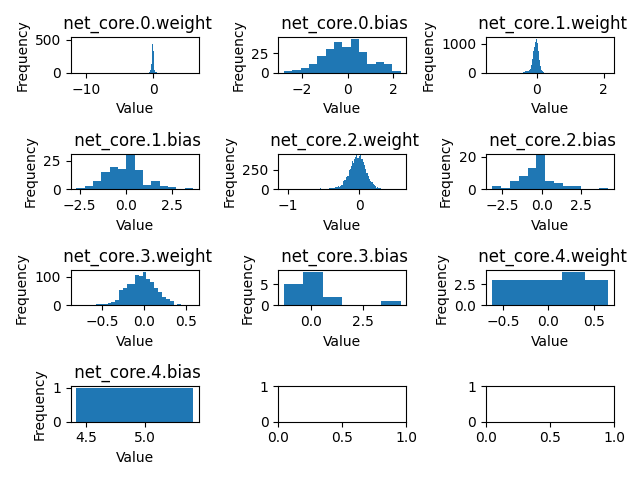 net_core.0.weight net_core.0.bias net_core.1.weight
Frequency 500 0 −10 0 Value
Frequency 25 0 −2 0 2 Value
Frequency 1000 0 0 2 Value
net_core.1.bias net_core.2.weight net_core.2.bias
Frequency 25 0 −2.5 0.0 2.5 Value
Frequency 250 0 −1 0 Value
Frequency 20 0 −2.5 0.0 2.5 Value
net_core.3.weight net_core.3.bias net_core.4.weight
Frequency 100 0 −0.5 0.0 0.5 Value
Frequency 5 0 0.0 2.5 Value
Frequency 2.5 0.0 −0.5 0.0 0.5 Value
net_core.4.bias
Frequency 1 0 4.5 5.0 Value
1 0 0.0 0.5 1.0
1 0 0.0 0.5 1.0